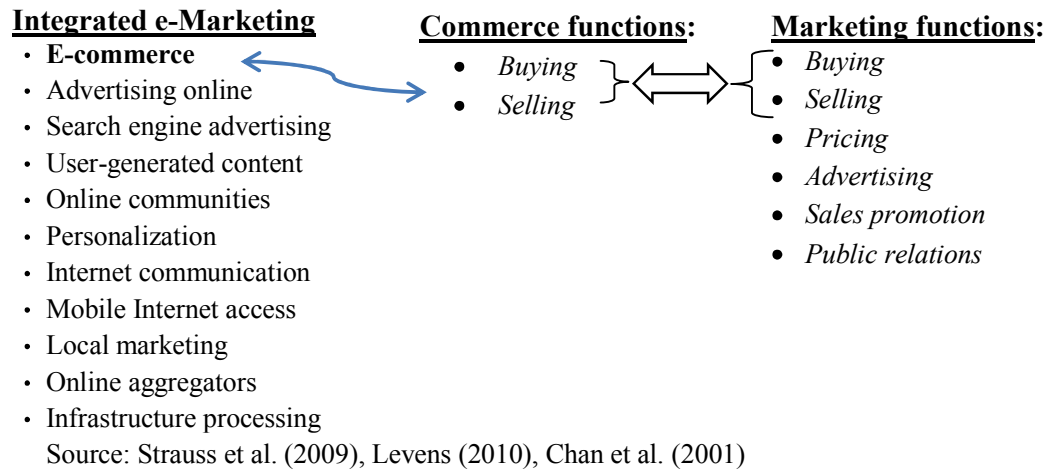 Integrated e-Marketing
• E-commerce
• Advertising online
• Search engine advertising
• User-generated content
• Online communities
• Personalization
• Internet communication
• Mobile Internet access
• Local marketing
• Online aggregators
• Infrastructure processing
Commerce functions:
• Buying
• Selling
Marketing functions:
• Buying
• Selling
• Pricing
• Advertising
• Sales promotion
• Public relations
Source: Strauss et al. (2009), Levens (2010), Chan et al. (2001)